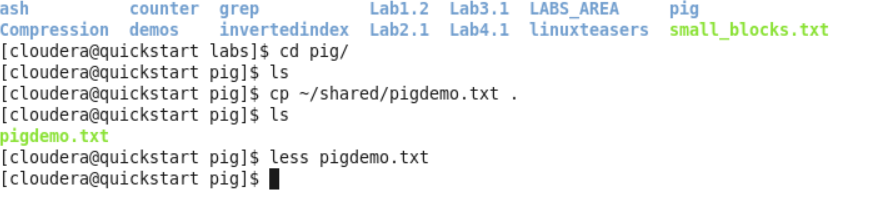 ash          counter  grep           Lab1.2  Lab3.1  LABS_AREA     pig
Compression  demos    invertedindex  Lab2.1  Lab4.1  linuxteasers  small_blocks.txt
[cloudera@quickstart labs]$ cd pig/
[cloudera@quickstart pig]$ ls
[cloudera@quickstart pig]$ cp ~/shared/pigdemo.txt .
[cloudera@quickstart pig]$ ls
pigdemo.txt
[cloudera@quickstart pig]$ less pigdemo.txt
[cloudera@quickstart pig]$